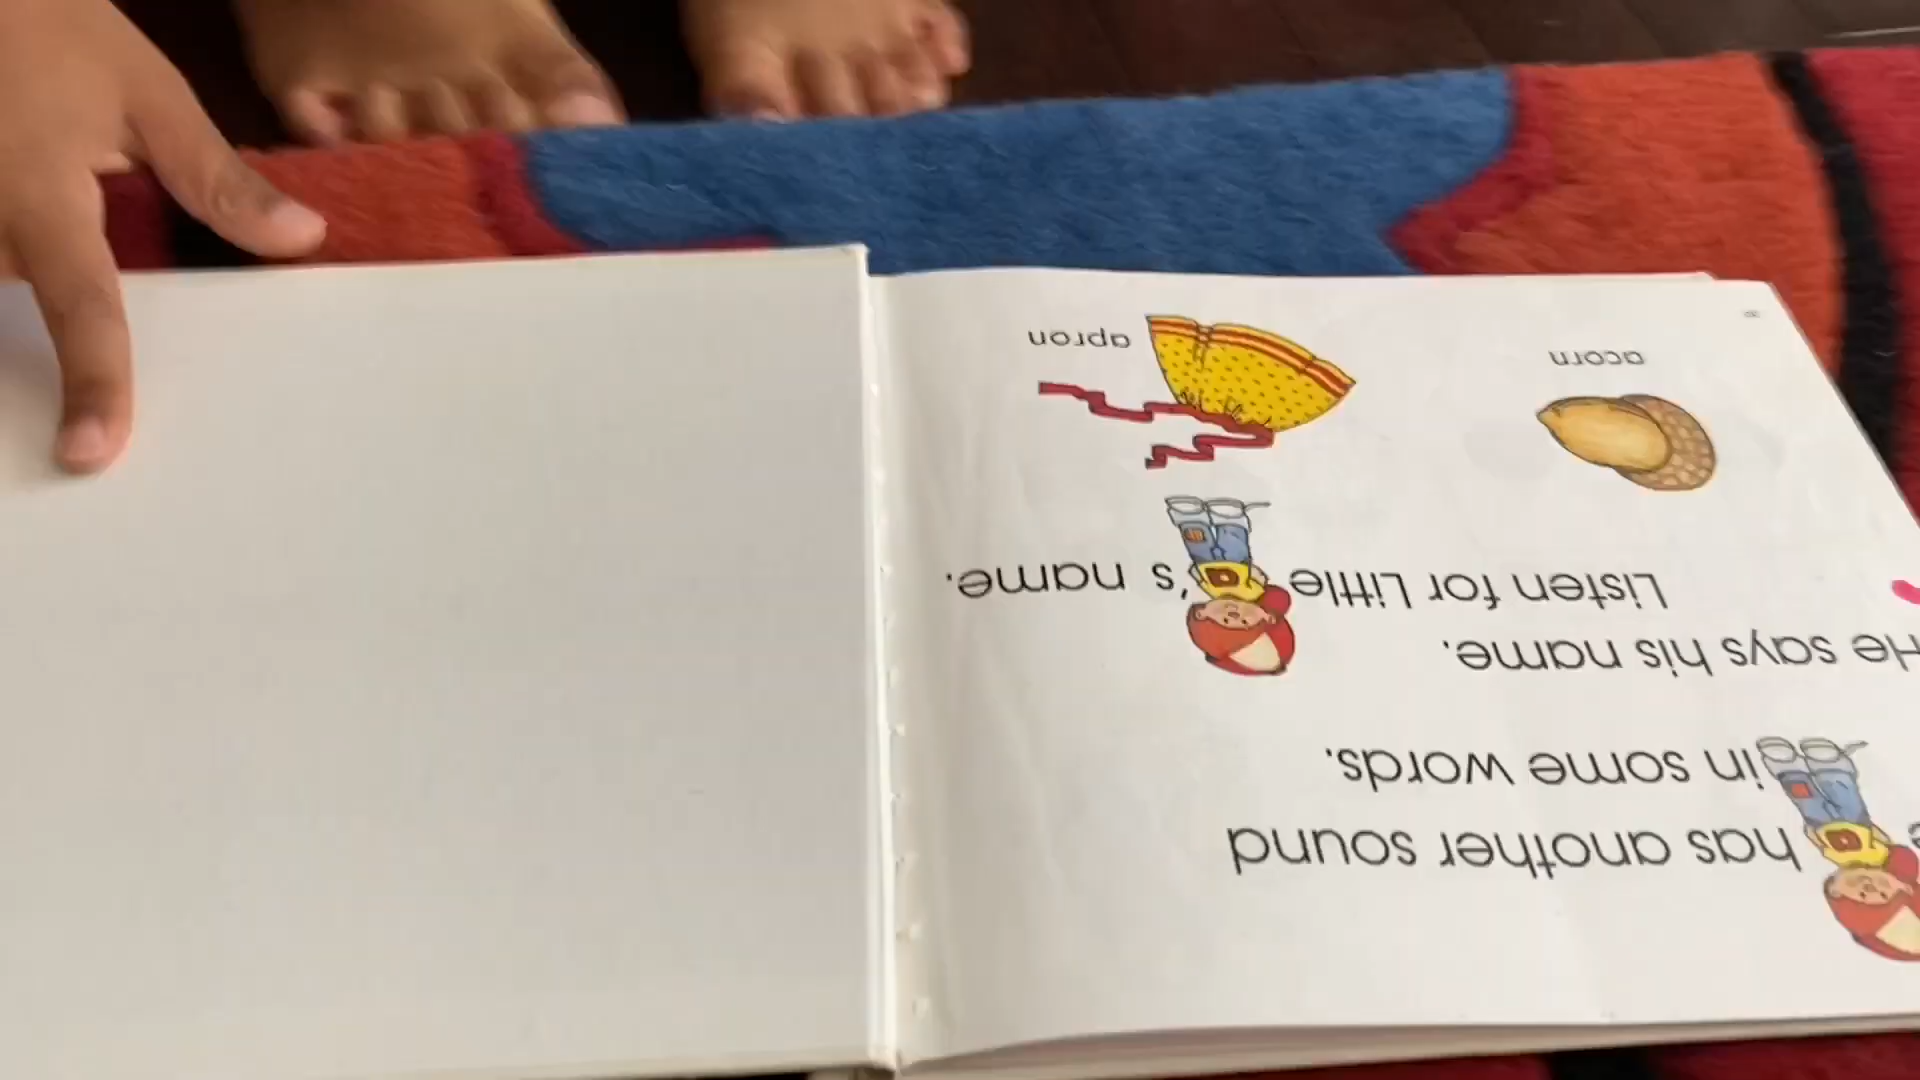 has another sound
in some words.
He says his name.
Listen for Little 's name.
acorn
apron